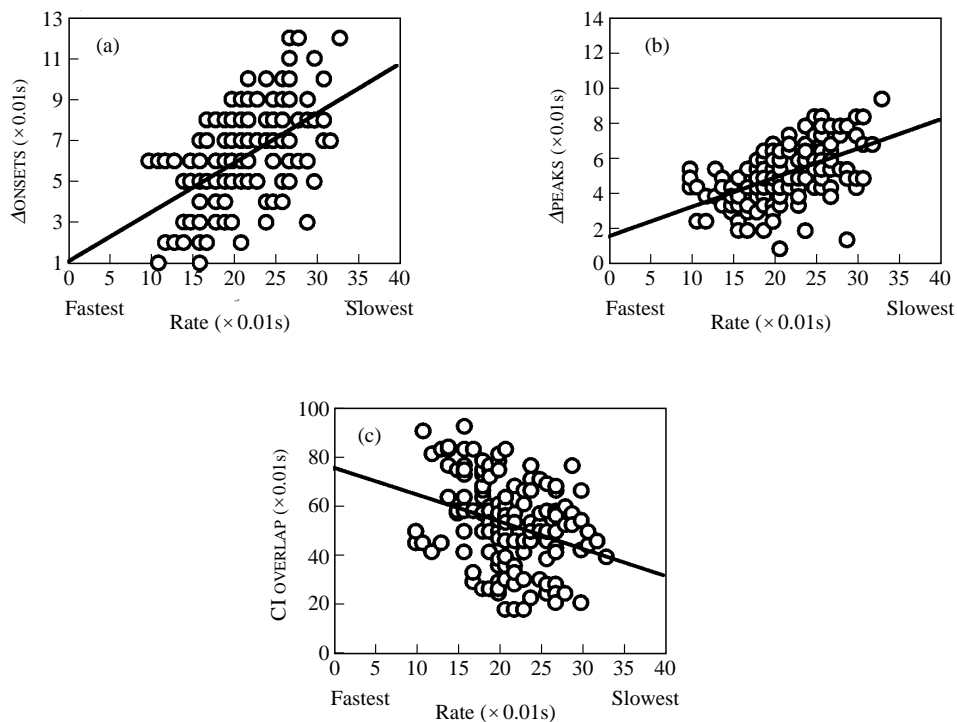 (a)
ΔONSETS (×0.01s)
13
11
9
7
5
3
1
0 5 10 15 20 25 30 35 40
Fastest Slowest
Rate (×0.01s)
(b)
ΔPEAKS (×0.01s)
14
12
10
8
6
4
2
0
0 5 10 15 20 25 30 35 40
Fastest Slowest
Rate (×0.01s)
(c)
CI OVERLAP (×0.01s)
100
80
60
40
20
0
0 5 10 15 20 25 30 35 40
Fastest Slowest
Rate (×0.01s)